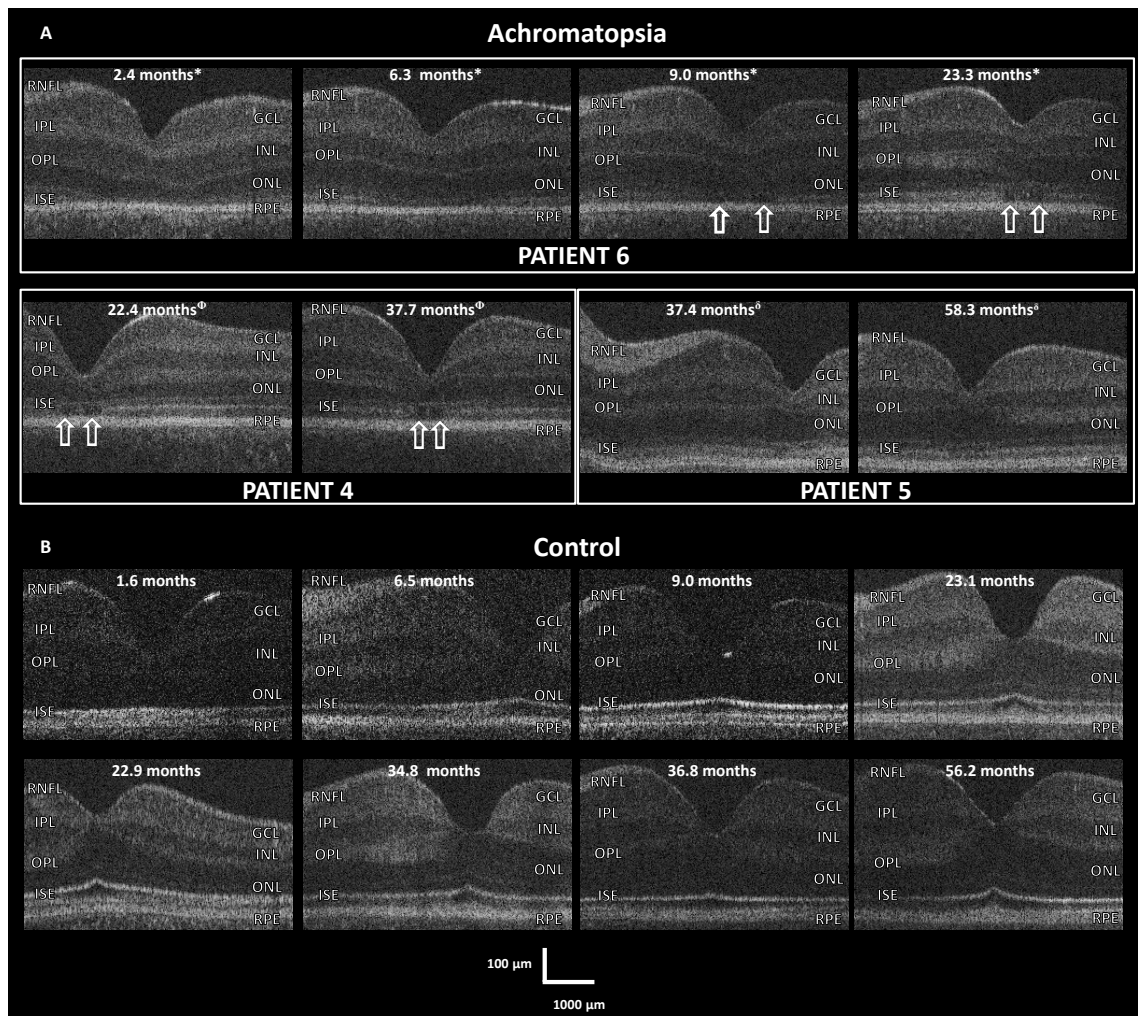 A
Achromatopsia
2.4 months*
RNFL
IPL
OPL
ISE
GCL
INL
ONL
RPE
6.3 months*
RNFL
IPL
OPL
ISE
GCL
INL
ONL
RPE
9.0 months*
RNFL
IPL
OPL
ISE
GCL
INL
ONL
RPE
23.3 months*
RNFL
IPL
OPL
ISE
GCL
INL
ONL
RPE
PATIENT 6
22.4 monthsΦ
RNFL
IPL
OPL
ISE
GCL
INL
ONL
RPE
37.7 monthsΦ
RNFL
IPL
OPL
ISE
GCL
INL
ONL
RPE
PATIENT 4
37.4 monthsδ
RNFL
IPL
OPL
ISE
GCL
INL
ONL
RPE
58.3 monthsδ
RNFL
IPL
OPL
ISE
GCL
INL
ONL
RPE
PATIENT 5
B
Control
1.6 months
RNFL
IPL
OPL
ISE
GCL
INL
ONL
RPE
6.5 months
RNFL
IPL
OPL
ISE
GCL
INL
ONL
RPE
9.0 months
RNFL
IPL
OPL
ISE
GCL
INL
ONL
RPE
23.1 months
RNFL
IPL
OPL
ISE
GCL
INL
ONL
RPE
22.9 months
RNFL
IPL
OPL
ISE
GCL
INL
ONL
RPE
34.8 months
RNFL
IPL
OPL
ISE
GCL
INL
ONL
RPE
36.8 months
RNFL
IPL
OPL
ISE
GCL
INL
ONL
RPE
56.2 months
RNFL
IPL
OPL
ISE
GCL
INL
ONL
RPE
100 µm
1000 µm